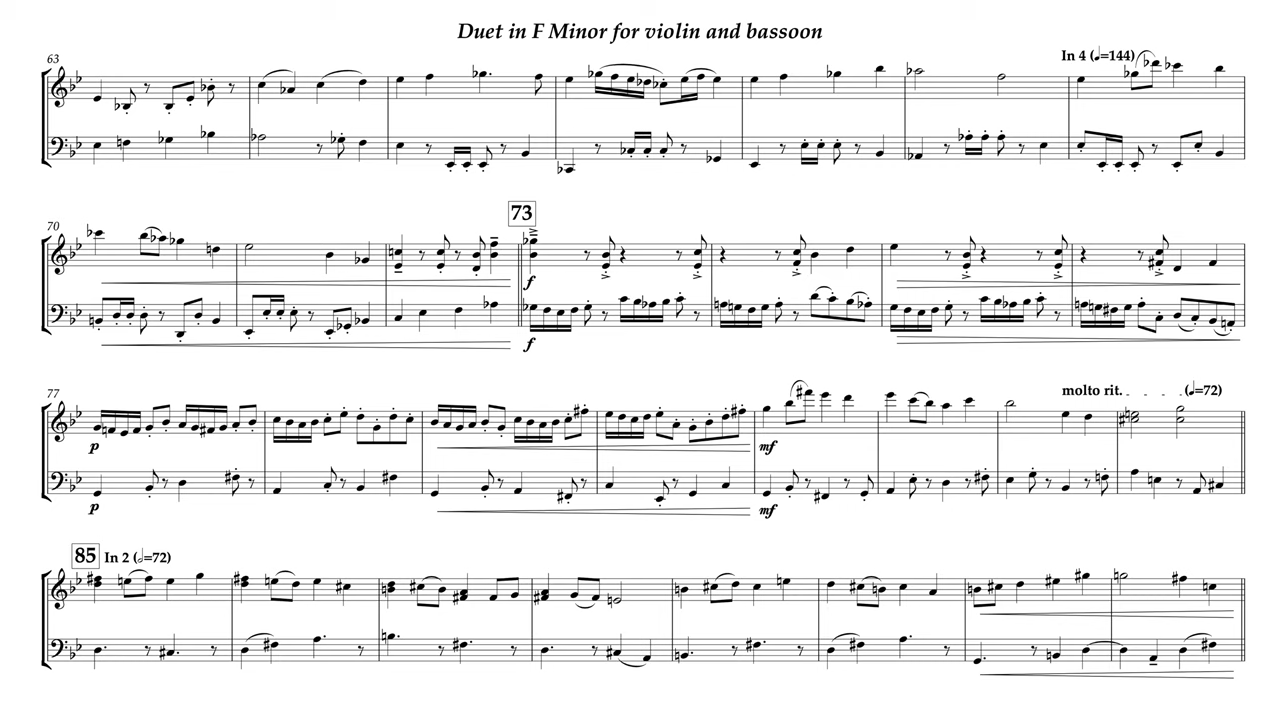 Duet in F Minor for violin and bassoon
63
In 4 (♩=144)
70
73
f
f
77
molto rit. (♩=72)
p
p
mf
mf
85
In 2 (𝅗𝅥=72)